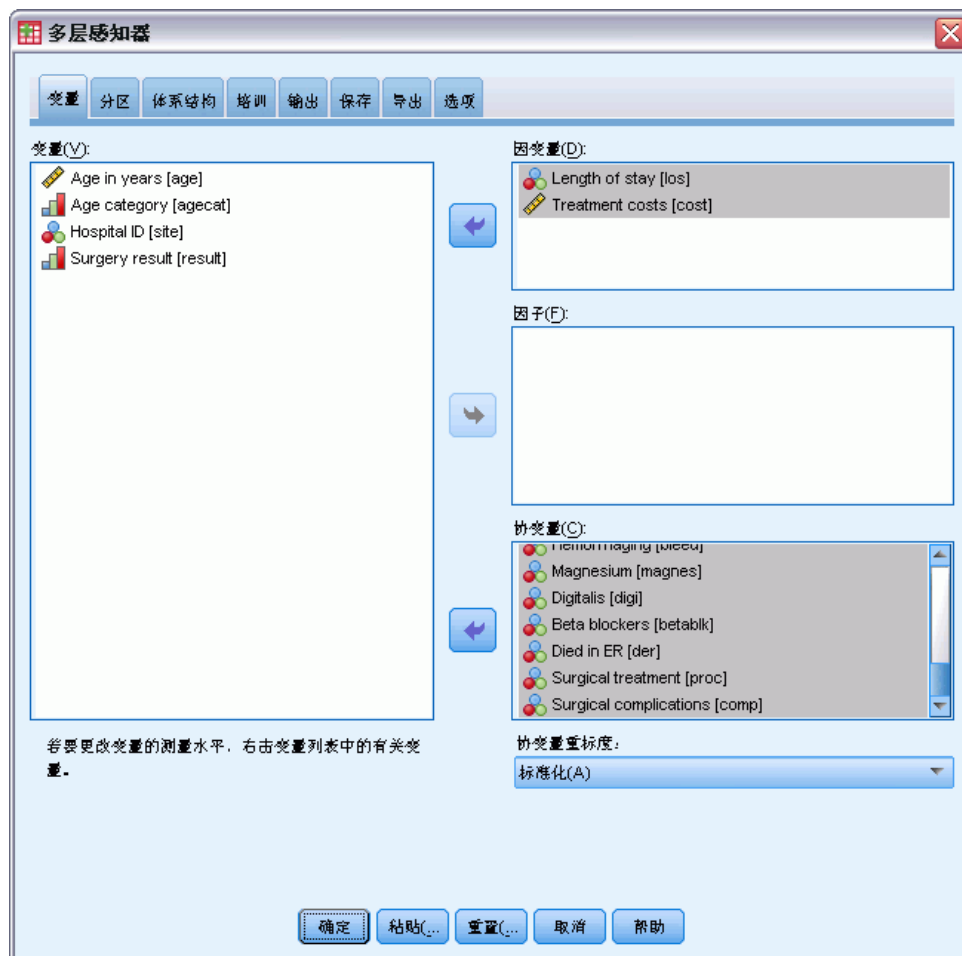 多层感知器
变量 分区 体系结构 培训 输出 保存 导出 选项
变量(V):
Age in years [age]
Age category [agecat]
Hospital ID [site]
Surgery result [result]
因变量(D):
Length of stay [los]
Treatment costs [cost]
因子(F):
协变量(C):
Hemorrhaging [bleed]
Magnesium [magnes]
Digitalis [digi]
Beta blockers [betablk]
Died in ER [der]
Surgical treatment [proc]
Surgical complications [comp]
若要更改变量的测量水平，右击变量列表中的有关变
量。
协变量重标度：
标准化(A)
确定 粘贴(... 重置(... 取消 帮助